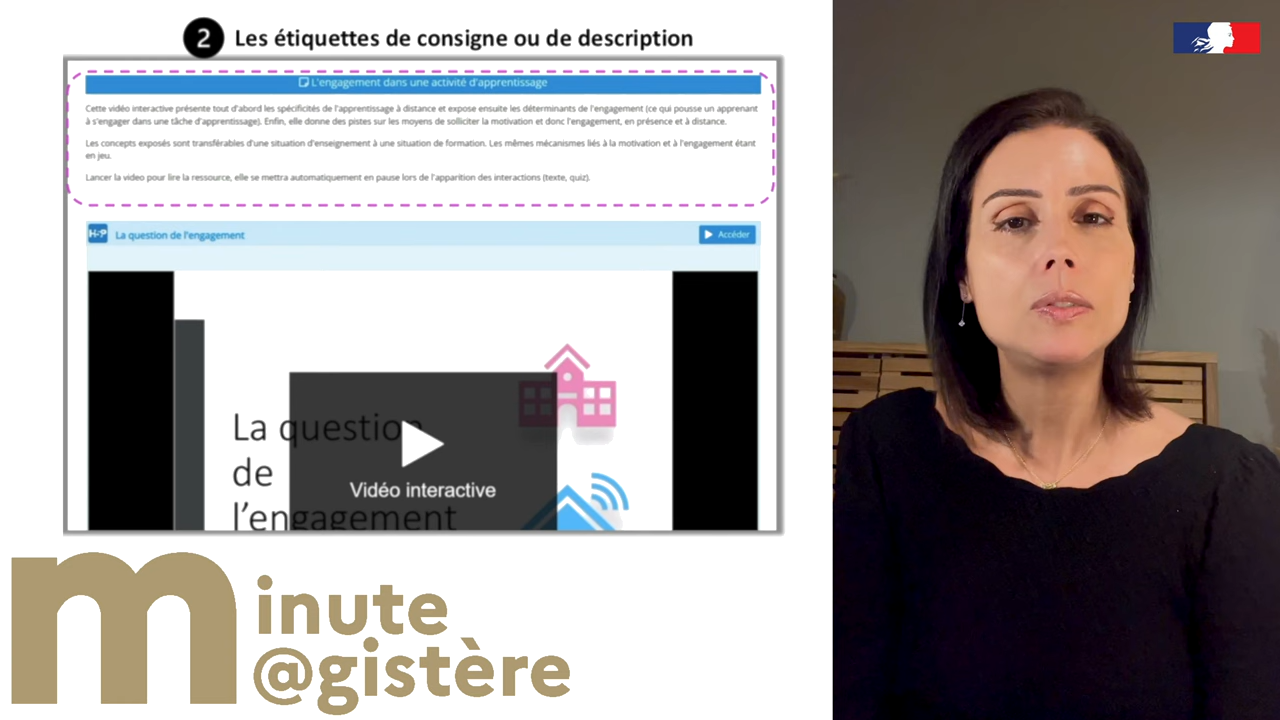 2 Les étiquettes de consigne ou de description
L'engagement dans une activité d'apprentissage
Cette vidéo interactive présente tout d'abord les spécificités de l'apprentissage à distance et expose ensuite les déterminants de l'engagement (ce qui pousse un apprenant
à s'engager dans une tâche d'apprentissage). Enfin, elle donne des pistes sur les moyens de solliciter la motivation et donc l'engagement, en présence et à distance.
Les concepts exposés sont transférables d'une situation d'enseignement à une situation de formation. Les mêmes mécanismes liés à la motivation et à l'engagement étant
en jeu.
Lancer la video pour lire la ressource, elle se mettra automatiquement en pause lors de l'apparition des interactions (texte, quiz).
H5P La question de l'engagement Accéder
La question
de
l'engagement
Vidéo interactive
minute
@gistère